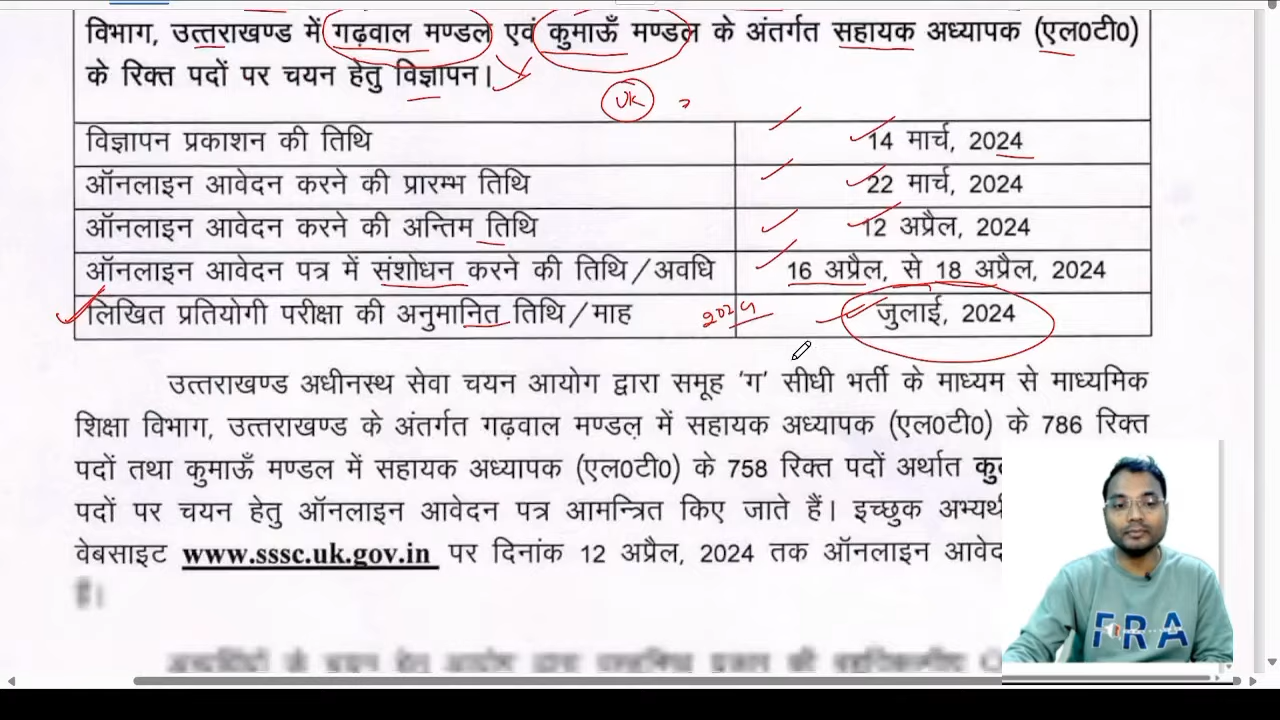 विभाग, उत्तराखण्ड में गढ़वाल मण्डल एवं कुमाऊँ मण्डल के अंतर्गत सहायक अध्यापक (एल0टी0)
के रिक्त पदों पर चयन हेतु विज्ञापन।
UK
विज्ञापन प्रकाशन की तिथि 14 मार्च, 2024
ऑनलाइन आवेदन करने की प्रारम्भ तिथि 22 मार्च, 2024
ऑनलाइन आवेदन करने की अन्तिम तिथि 12 अप्रैल, 2024
ऑनलाइन आवेदन पत्र में संशोधन करने की तिथि/अवधि 16 अप्रैल, से 18 अप्रैल, 2024
लिखित प्रतियोगी परीक्षा की अनुमानित तिथि/माह 2024 जुलाई, 2024
उत्तराखण्ड अधीनस्थ सेवा चयन आयोग द्वारा समूह 'ग' सीधी भर्ती के माध्यम से माध्यमिक
शिक्षा विभाग, उत्तराखण्ड के अंतर्गत गढ़वाल मण्डल में सहायक अध्यापक (एल0टी0) के 786 रिक्त
पदों तथा कुमाऊँ मण्डल में सहायक अध्यापक (एल0टी0) के 758 रिक्त पदों अर्थात
पदों पर चयन हेतु ऑनलाइन आवेदन पत्र आमन्त्रित किए जाते हैं। इच्छुक
वेबसाइट www.sssc.uk.gov.in पर दिनांक 12 अप्रैल, 2024 तक ऑनलाइन
है।
FRA